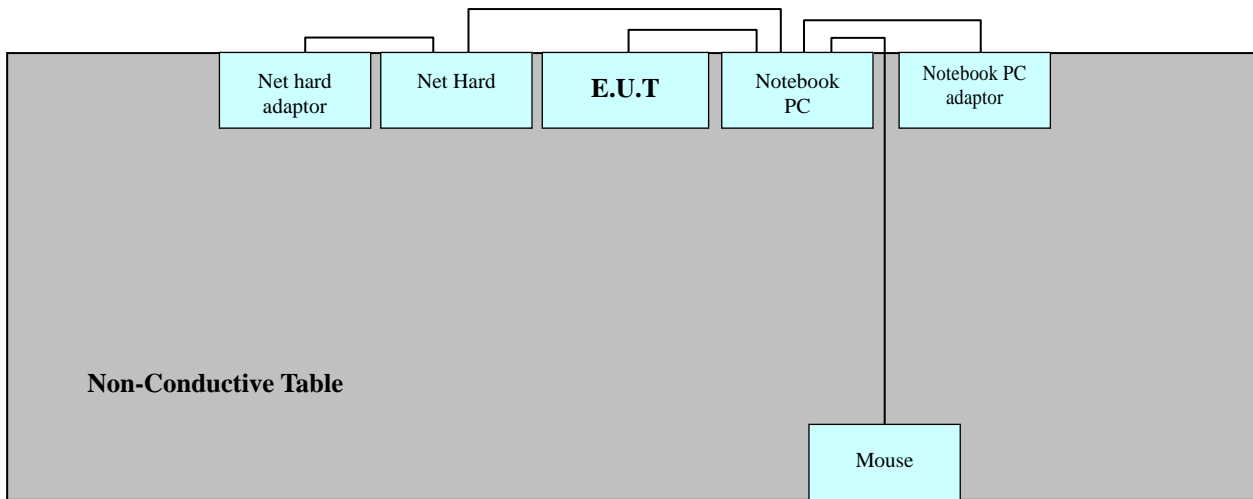 Net hard
adaptor
Net Hard
E.U.T
Notebook
PC
Notebook PC
adaptor
Non-Conductive Table
Mouse